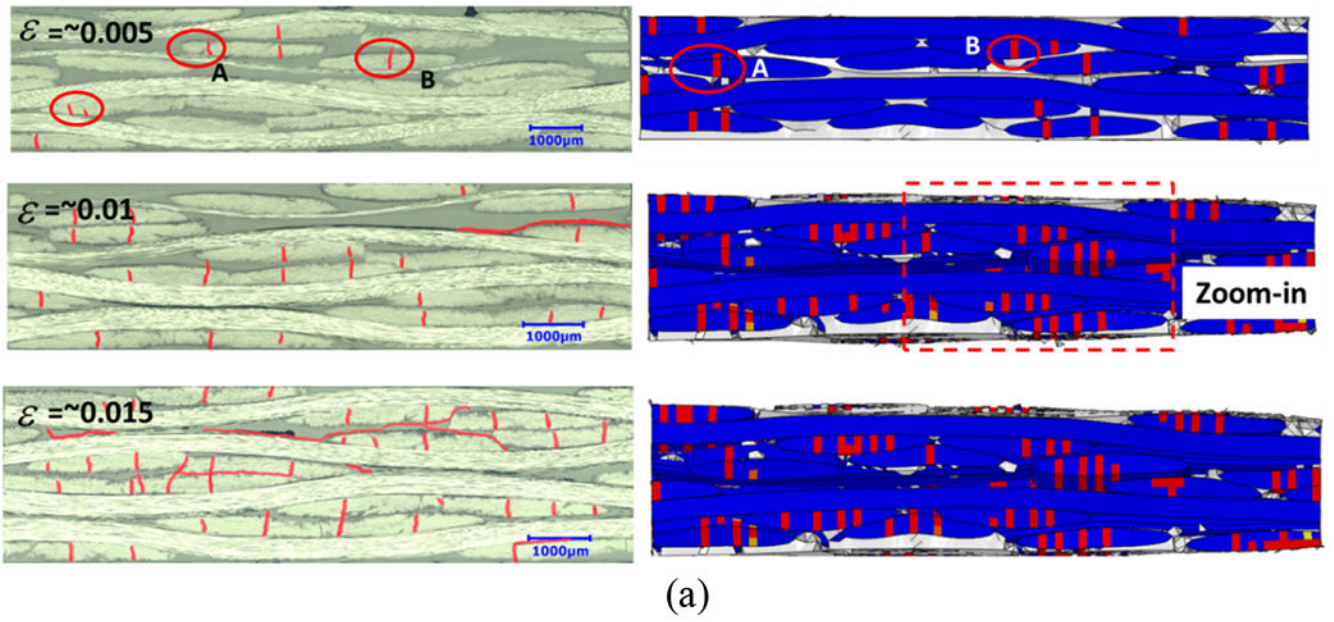 ε =~0.005
A
B
1000µm
A
B
ε =~0.01
1000µm
Zoom-in
ε =~0.015
1000µm
(a)